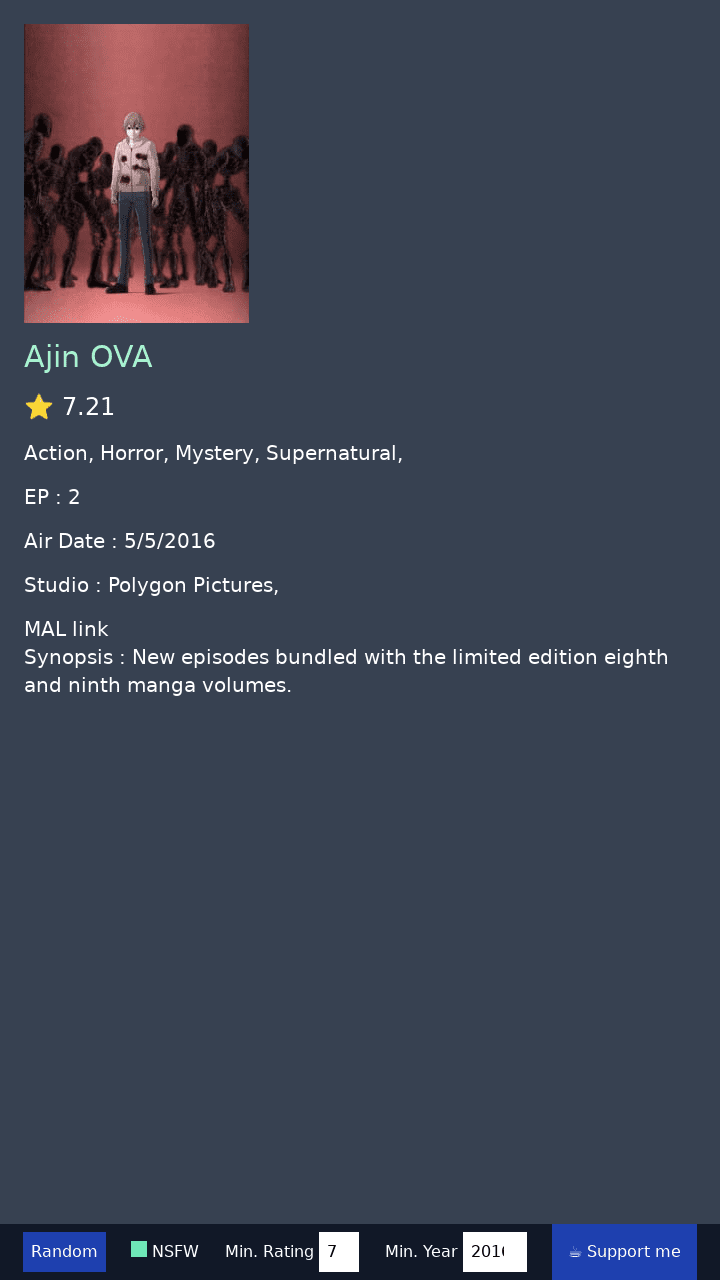 Ajin OVA
⭐ 7.21
Action, Horror, Mystery, Supernatural,
EP : 2
Air Date : 5/5/2016
Studio : Polygon Pictures,
MAL link
Synopsis : New episodes bundled with the limited edition eighth
and ninth manga volumes.
Random NSFW Min. Rating 7 Min. Year 2016 ☕ Support me